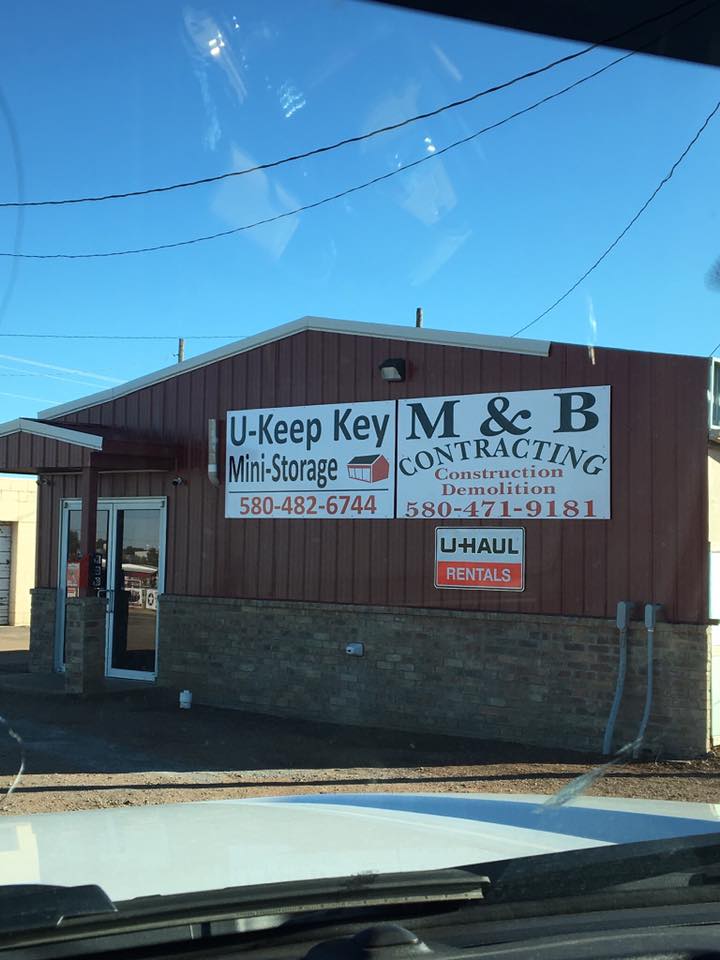 U-Keep Key
Mini-Storage
580-482-6744
M & B
CONTRACTING
Construction
Demolition
580-471-9181
U-HAUL
RENTALS